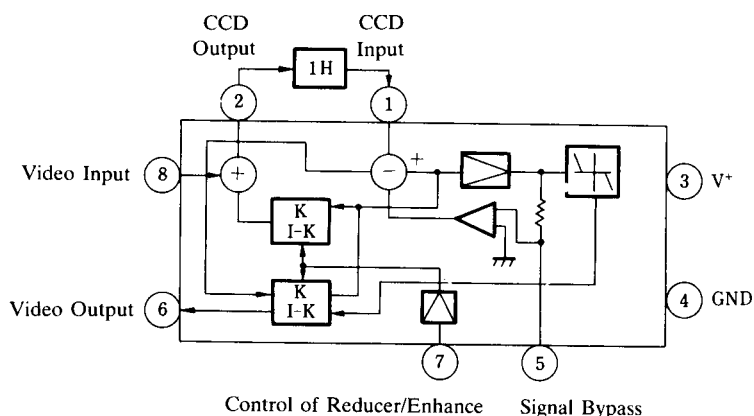 CCD Output
CCD Input
1H
2
1
+
Video Input
8
+
−
3
V+
K
I-K
Video Output
6
K
I-K
4
GND
7
5
Control of Reducer/Enhance
Signal Bypass